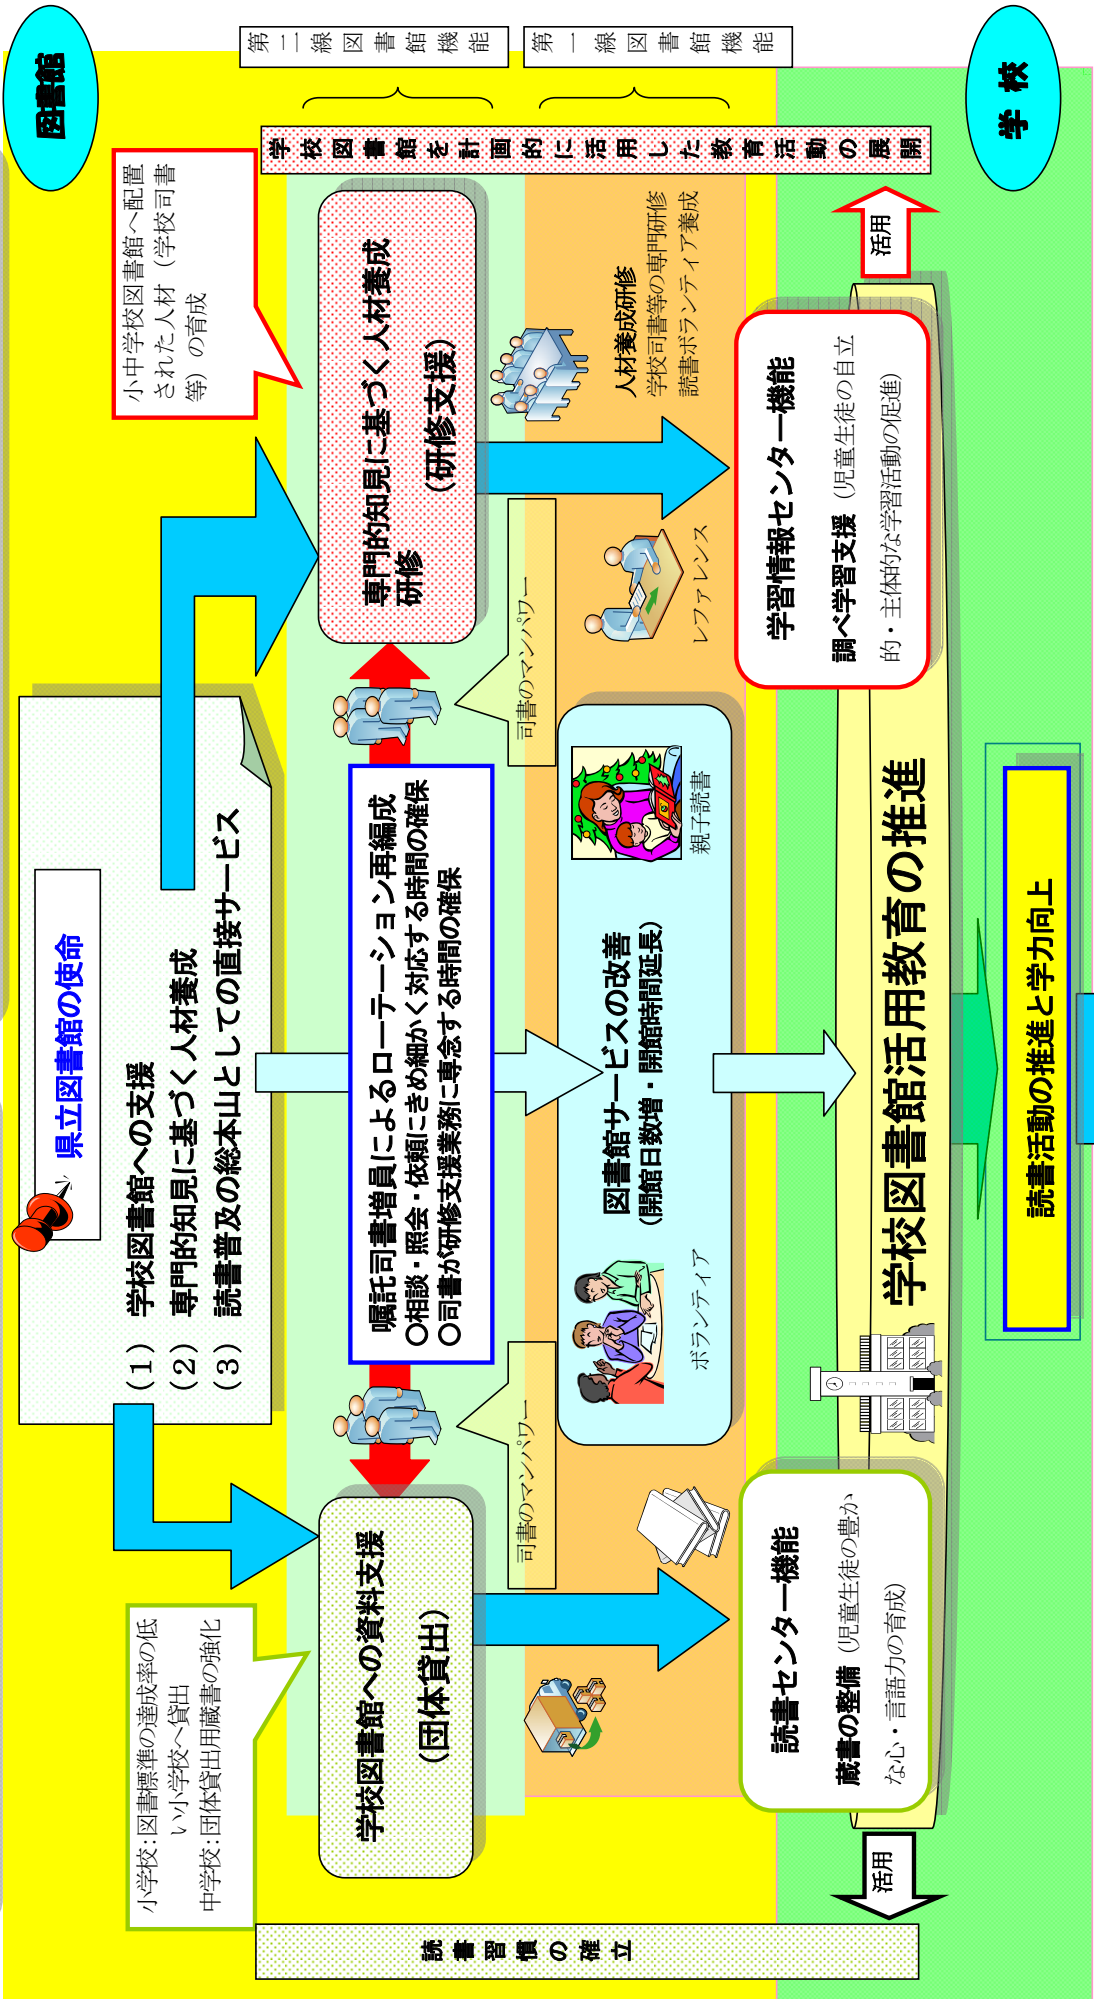 図書館
県立図書館の使命
（１） 学校図書館への支援
（２） 専門的知見に基づく人材養成
（３） 読書普及の総本山としての直接サービス
小学校：図書標準の達成率の低
い小学校へ貸出
中学校：団体貸出用蔵書の強化
小中学校図書館へ配置
された人材（学校司書
等）の育成
第二線図書館機能
第一線図書館機能
学校図書館への資料支援
（団体貸出）
嘱託司書増員によるローテーション再編成
○相談・照会・依頼にきめ細かく対応する時間の確保
○司書が研修支援業務に専念する時間の確保
専門的知見に基づく人材養成
研修
（研修支援）
司書のマンパワー
司書のマンパワー
図書館サービスの改善
（開館日数増・開館時間延長）
ボランティア
親子読書
レファレンス
人材養成研修
学校司書等の専門研修
読書ボランティア養成
読書センター機能
蔵書の整備（児童生徒の豊か
な心・言語力の育成）
学習情報センター機能
調べ学習支援（児童生徒の自立
的・主体的な学習活動の促進）
活用
学校図書館活用教育の推進
活用
読書習慣の確立
学校図書館を計画的に活用した教育活動の展開
学校
読書活動の推進と学力向上